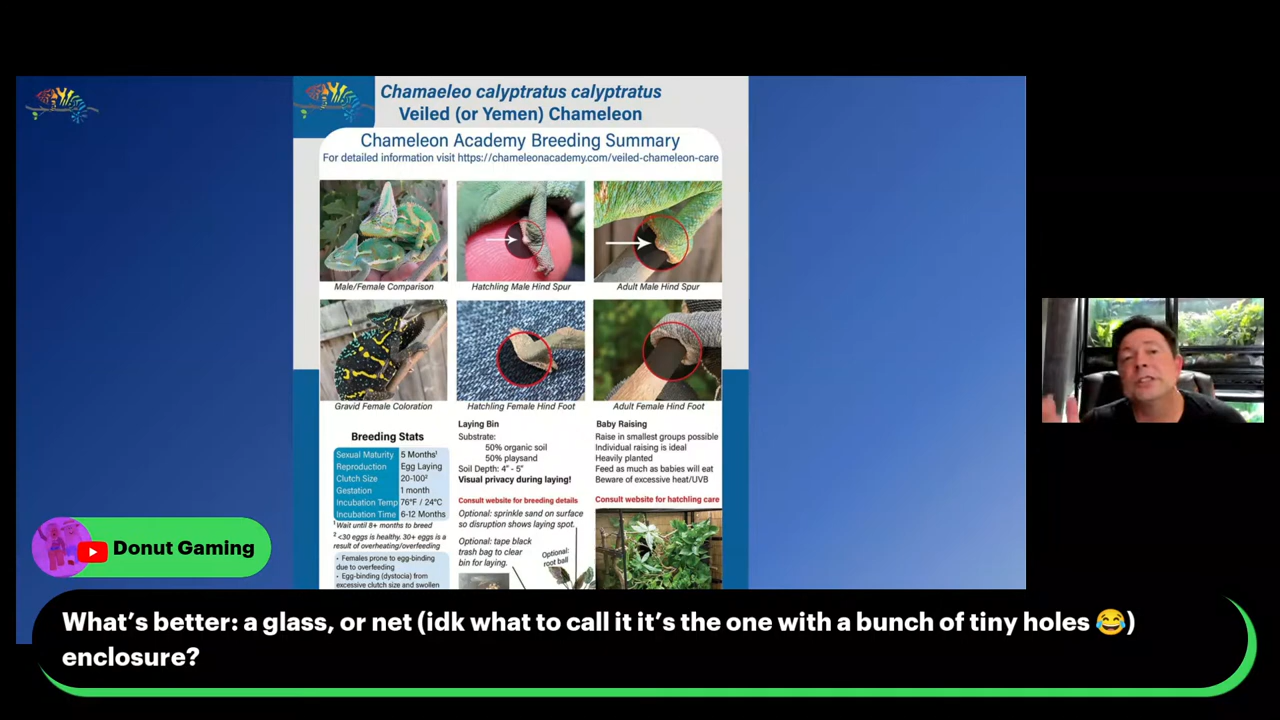 Chamaeleo calyptratus calyptratus
Veiled (or Yemen) Chameleon
Chameleon Academy Breeding Summary
For detailed information visit https://chameleonacademy.com/veiled-chameleon-care
Male/Female Comparison
Hatchling Male Hind Spur
Adult Male Hind Spur
Gravid Female Coloration
Hatchling Female Hind Foot
Adult Female Hind Foot
Breeding Stats
Sexual Maturity 5 Months¹
Reproduction Egg Laying
Clutch Size 20-100²
Gestation 1 month
Incubation Temp 76°F / 24°C
Incubation Time 6-12 Months
¹ Wait until 8+ months to breed
² <30 eggs is healthy. 30+ eggs is a
result of overheating/overfeeding
- Females prone to egg-binding
due to overfeeding
- Egg-binding (dystocia) from
excessive clutch size and swollen
Laying Bin
Substrate:
50% organic soil
50% playsand
Soil Depth: 4" - 5"
Visual privacy during laying!
Consult website for breeding details
Optional: sprinkle sand on surface
so disruption shows laying spot.
Optional: tape black
trash bag to clear
bin for laying.
Optional:
root ball
Baby Raising
Raise in smallest groups possible
Individual raising is ideal
Heavily planted
Feed as much as babies will eat
Beware of excessive heat/UVB
Consult website for hatchling care
Donut Gaming
What's better: a glass, or net (idk what to call it it's the one with a bunch of tiny holes 😂)
enclosure?